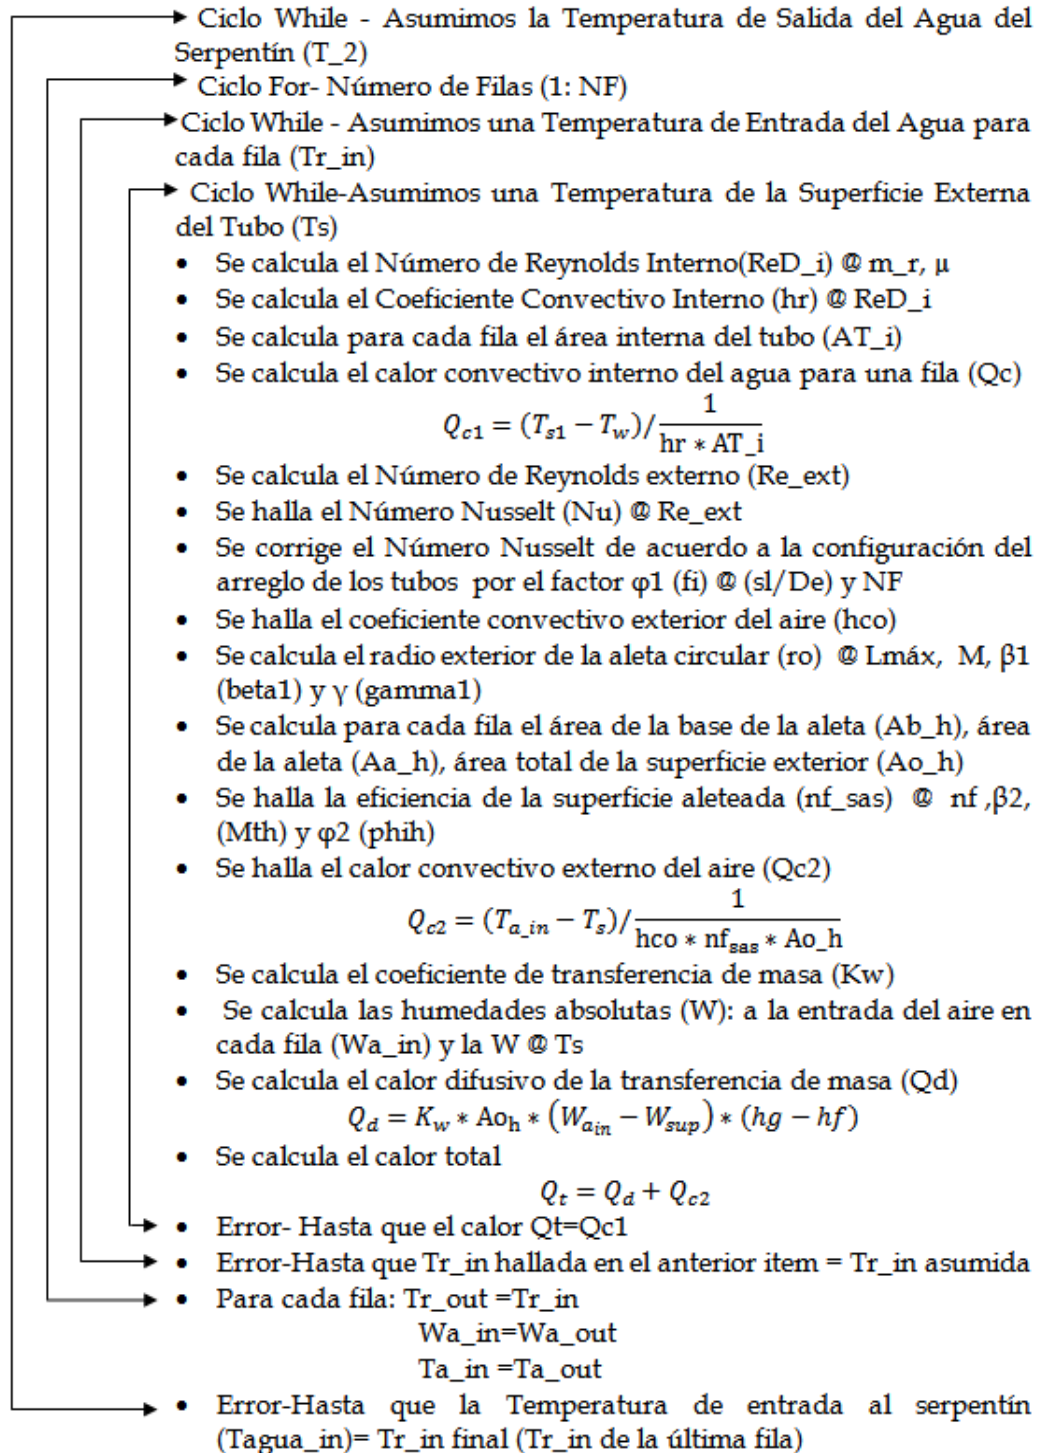 Ciclo While - Asumimos la Temperatura de Salida del Agua del
Serpentín (T_2)
Ciclo For- Número de Filas (1: NF)
Ciclo While - Asumimos una Temperatura de Entrada del Agua para
cada fila (Tr_in)
Ciclo While-Asumimos una Temperatura de la Superficie Externa
del Tubo (Ts)
• Se calcula el Número de Reynolds Interno(ReD_i) @ m_r, μ
• Se calcula el Coeficiente Convectivo Interno (hr) @ ReD_i
• Se calcula para cada fila el área interna del tubo (AT_i)
• Se calcula el calor convectivo interno del agua para una fila (Qc)
Q_{c1} = (T_{s1} − T_w)/\frac{1}{hr * AT_i}
• Se calcula el Número de Reynolds externo (Re_ext)
• Se halla el Número Nusselt (Nu) @ Re_ext
• Se corrige el Número Nusselt de acuerdo a la configuración del
arreglo de los tubos por el factor φ1 (fi) @ (sl/De) y NF
• Se halla el coeficiente convectivo exterior del aire (hco)
• Se calcula el radio exterior de la aleta circular (ro) @ Lmáx, M, β1
(beta1) y γ (gamma1)
• Se calcula para cada fila el área de la base de la aleta (Ab_h), área
de la aleta (Aa_h), área total de la superficie exterior (Ao_h)
• Se halla la eficiencia de la superficie aleteada (nf_sas) @ nf ,β2,
(Mth) y φ2 (phih)
• Se halla el calor convectivo externo del aire (Qc2)
Q_{c2} = (T_{a_in} − T_s)/\frac{1}{hco * nf_{sas} * Ao_h}
• Se calcula el coeficiente de transferencia de masa (Kw)
• Se calcula las humedades absolutas (W): a la entrada del aire en
cada fila (Wa_in) y la W @ Ts
• Se calcula el calor difusivo de la transferencia de masa (Qd)
Q_d = K_w * Ao_h * (W_{a_{in}} − W_{sup}) * (hg − hf)
• Se calcula el calor total
Q_t = Q_d + Q_{c2}
• Error- Hasta que el calor Qt=Qc1
• Error-Hasta que Tr_in hallada en el anterior item = Tr_in asumida
• Para cada fila: Tr_out =Tr_in
Wa_in=Wa_out
Ta_in =Ta_out
• Error-Hasta que la Temperatura de entrada al serpentín
(Tagua_in)= Tr_in final (Tr_in de la última fila)